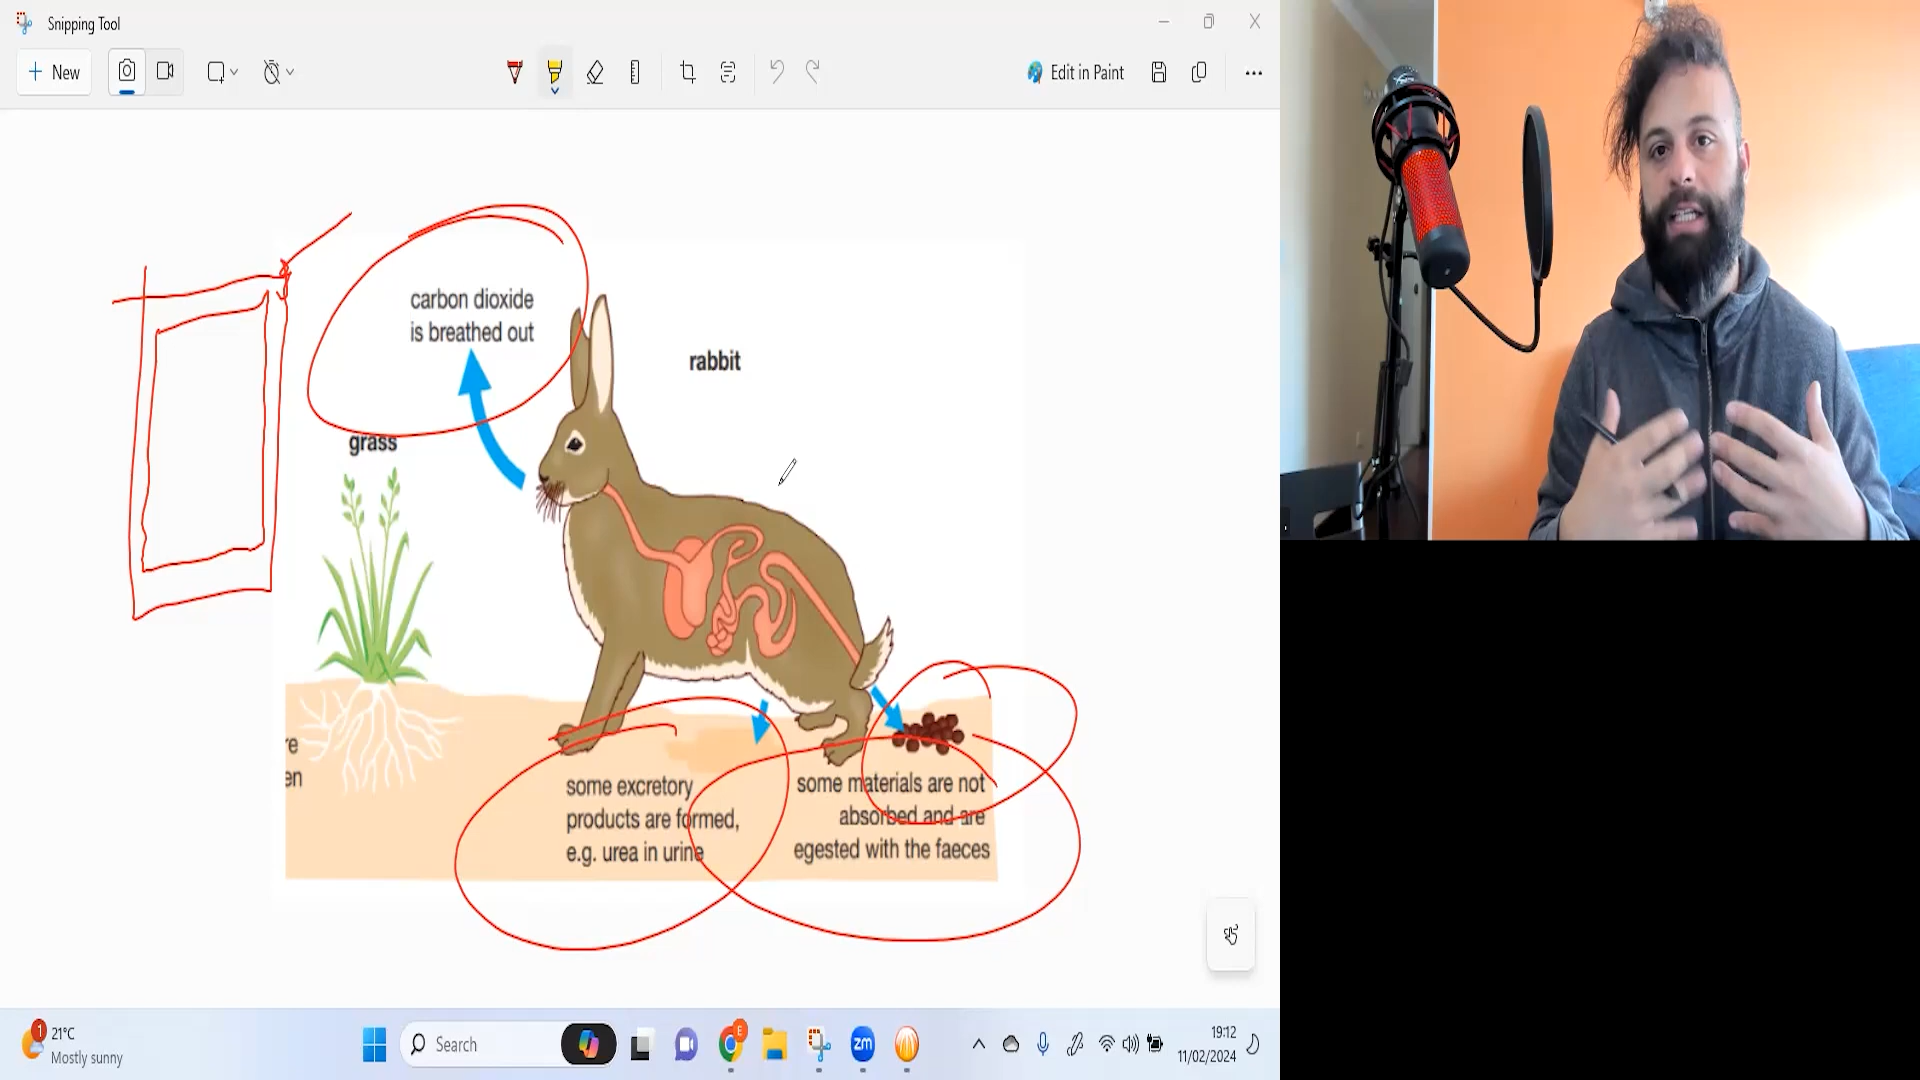 Snipping Tool
New
Edit in Paint
carbon dioxide
is breathed out
rabbit
grass
re
en
some excretory
products are formed,
e.g. urea in urine
some materials are not
absorbed and are
egested with the faeces
1
21°C
Mostly sunny
Search
E
zm
19:12
11/02/2024